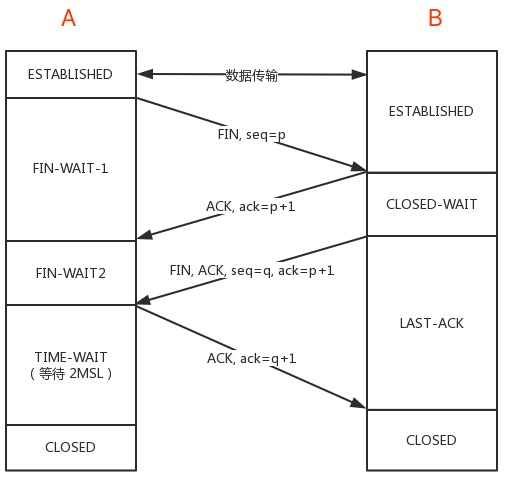 A
B
ESTABLISHED
数据传输
ESTABLISHED
FIN, seq=p
FIN-WAIT-1
ACK, ack=p+1
CLOSED-WAIT
FIN-WAIT2
FIN, ACK, seq=q, ack=p+1
LAST-ACK
TIME-WAIT
（等待 2MSL）
ACK, ack=q+1
CLOSED
CLOSED